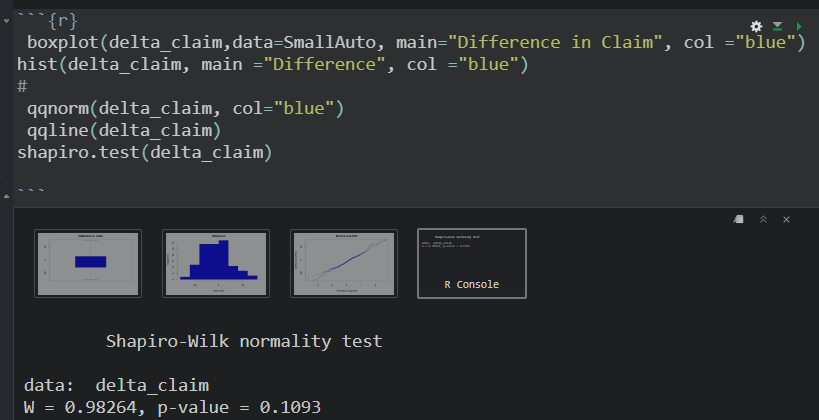 ```{r}
boxplot(delta_claim,data=SmallAuto, main="Difference in Claim", col ="blue")
hist(delta_claim, main ="Difference", col ="blue")
#
qqnorm(delta_claim, col="blue")
qqline(delta_claim)
shapiro.test(delta_claim)
```
R Console
Shapiro-Wilk normality test
data:  delta_claim
W = 0.98264, p-value = 0.1093